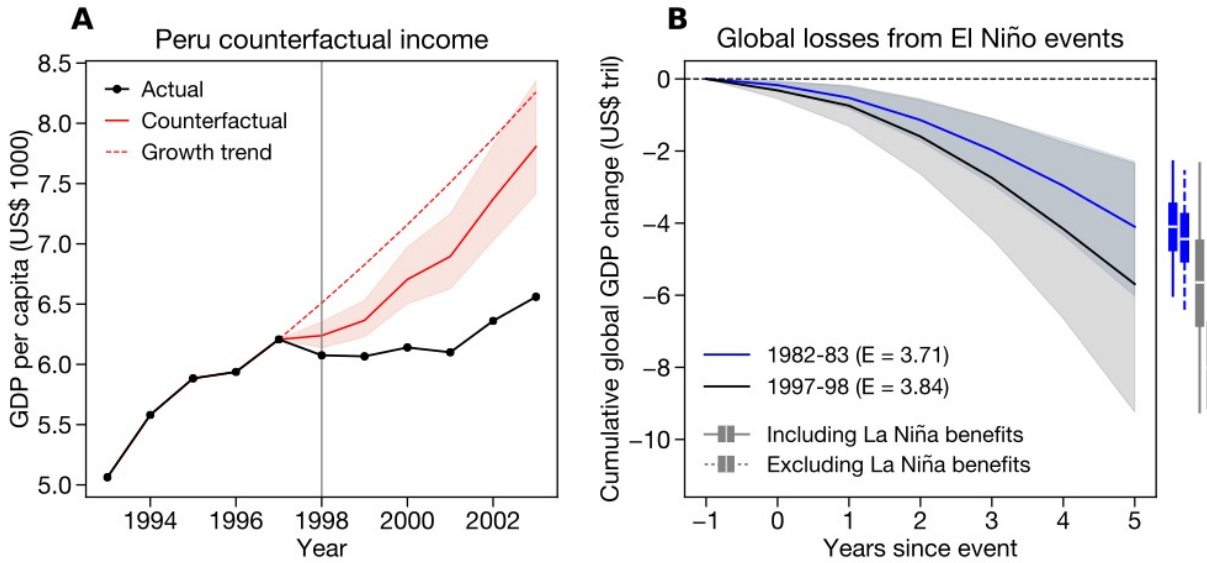 A
Peru counterfactual income
GDP per capita (US$ 1000)
8.5
8.0
7.5
7.0
6.5
6.0
5.5
5.0
Actual
Counterfactual
Growth trend
1994
1996
1998
2000
2002
Year
B
Global losses from El Niño events
Cumulative global GDP change (US$ tril)
0
−2
−4
−6
−8
−10
1982-83 (E = 3.71)
1997-98 (E = 3.84)
Including La Niña benefits
Excluding La Niña benefits
−1
0
1
2
3
4
5
Years since event